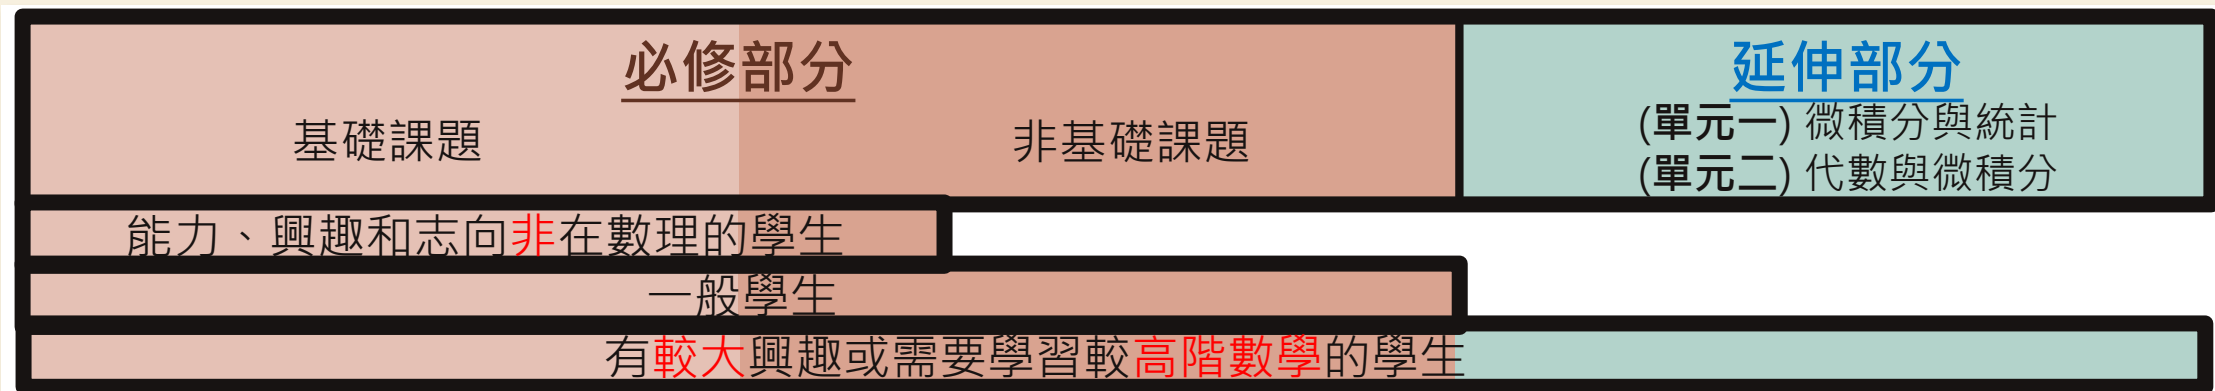 必修部分
基礎課題
非基礎課題
延伸部分
(單元一) 微積分與統計
(單元二) 代數與微積分
能力、興趣和志向非在數理的學生
一般學生
有較大興趣或需要學習較高階數學的學生